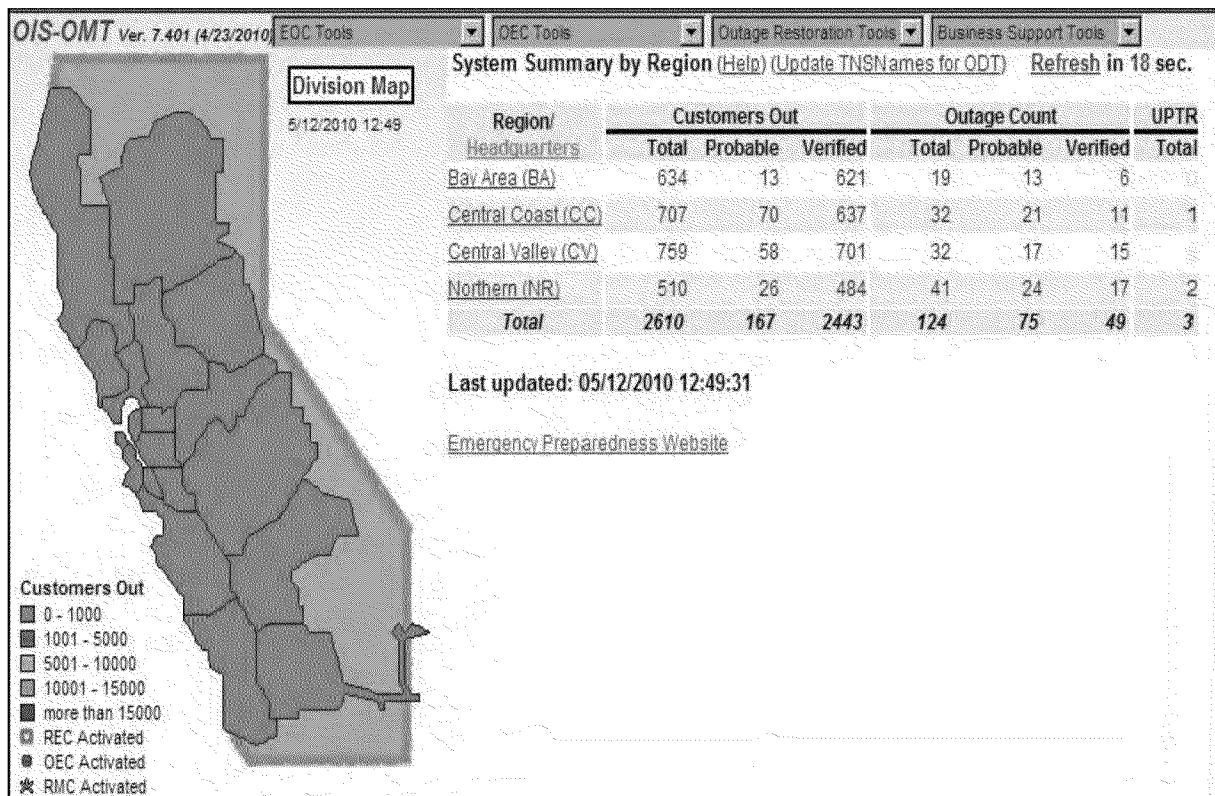 OIS-OMT Ver. 7.401 (4/23/2010) EOC Tools OEC Tools Outage Restoration Tools Business Support Tools
Division Map
5/12/2010 12:49
System Summary by Region (Help) (Update TNSNames for ODT) Refresh in 18 sec.
Region/ Customers Out Outage Count UPTR
Headquarters Total Probable Verified Total Probable Verified Total
Bay Area (BA) 634 13 621 19 13 6
Central Coast (CC) 707 70 637 32 21 11 1
Central Valley (CV) 759 58 701 32 17 15
Northern (NR) 510 26 484 41 24 17 2
Total 2610 167 2443 124 75 49 3
Last updated: 05/12/2010 12:49:31
Emergency Preparedness Website
Customers Out
0 - 1000
1001 - 5000
5001 - 10000
10001 - 15000
more than 15000
REC Activated
OEC Activated
RMC Activated